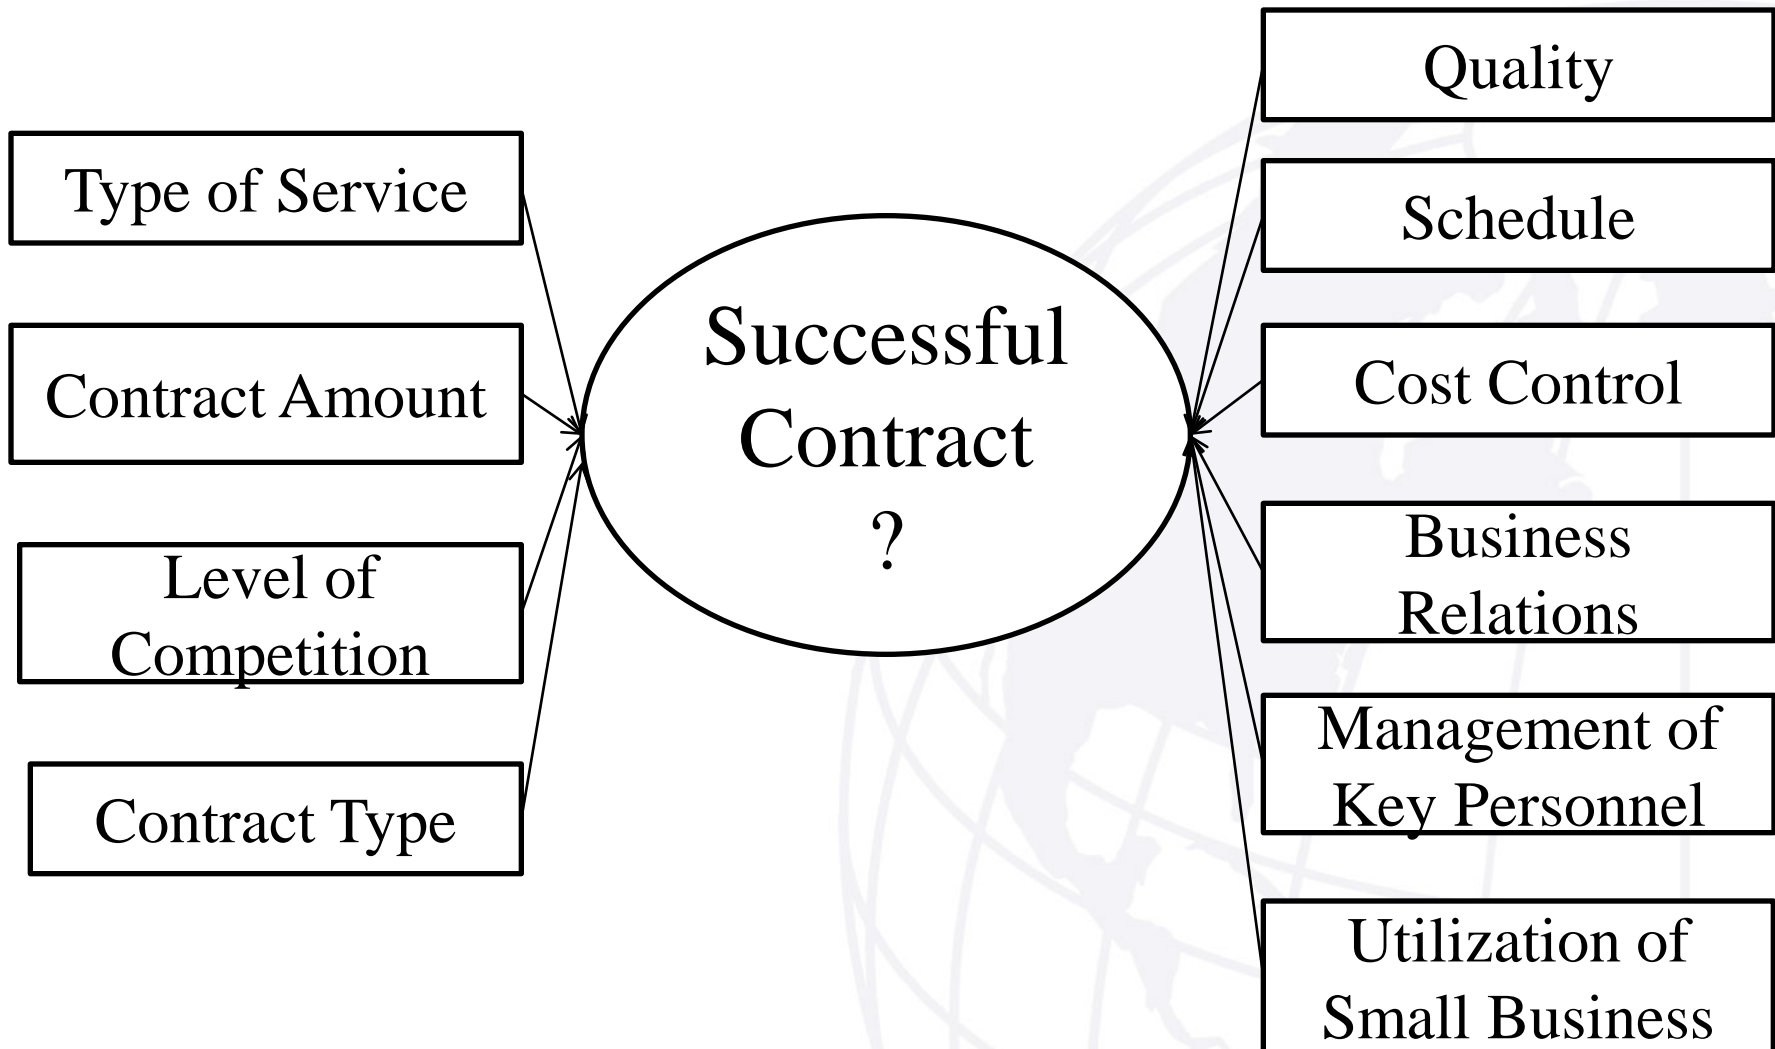 Type of Service
Contract Amount
Level of
Competition
Contract Type
Successful
Contract
?
Quality
Schedule
Cost Control
Business
Relations
Management of
Key Personnel
Utilization of
Small Business